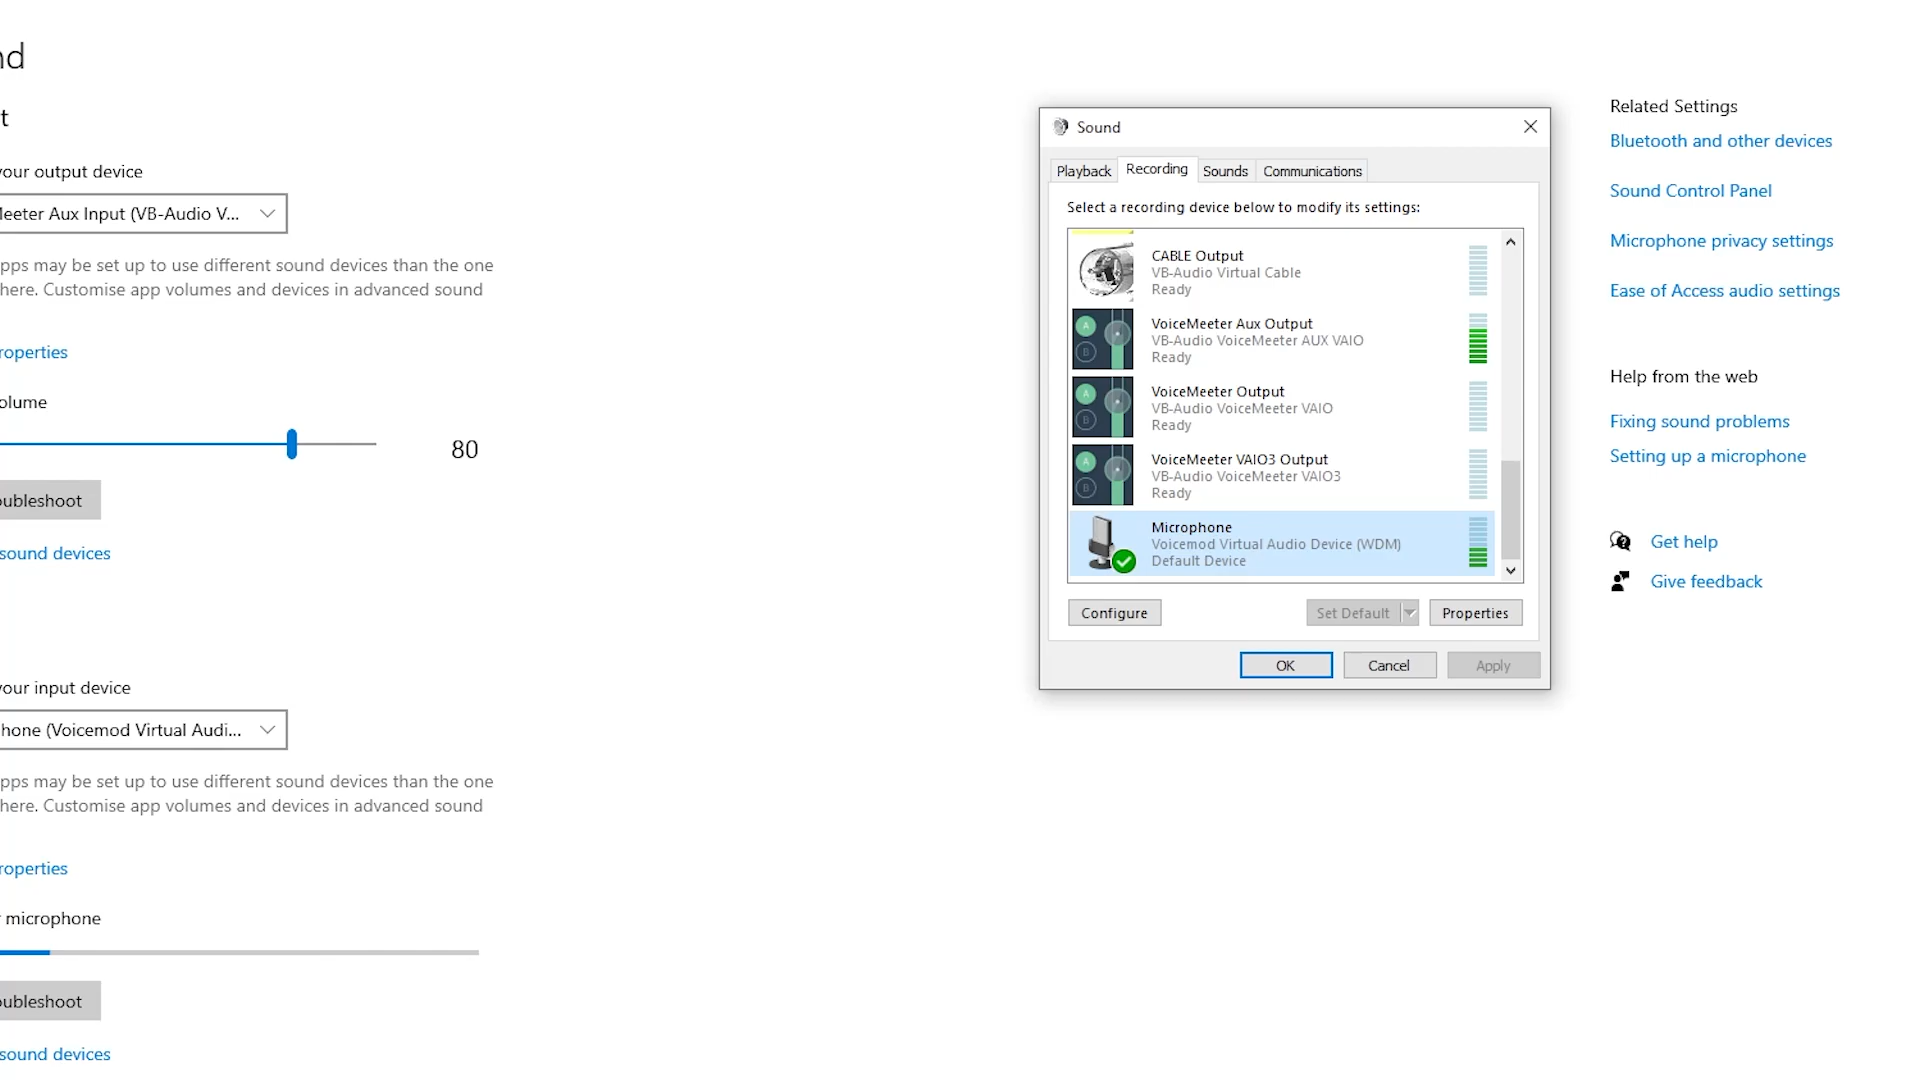 nd
t
your output device
Meeter Aux Input (VB-Audio V...
pps may be set up to use different sound devices than the one
here. Customise app volumes and devices in advanced sound
roperties
olume
80
oubleshoot
sound devices
your input device
hone (Voicemod Virtual Audi...
pps may be set up to use different sound devices than the one
here. Customise app volumes and devices in advanced sound
roperties
r microphone
oubleshoot
sound devices
Sound
Playback Recording Sounds Communications
Select a recording device below to modify its settings:
CABLE Output
VB-Audio Virtual Cable
Ready
A
B
VoiceMeeter Aux Output
VB-Audio VoiceMeeter AUX VAIO
Ready
A
B
VoiceMeeter Output
VB-Audio VoiceMeeter VAIO
Ready
A
B
VoiceMeeter VAIO3 Output
VB-Audio VoiceMeeter VAIO3
Ready
Microphone
Voicemod Virtual Audio Device (WDM)
Default Device
Configure Set Default Properties
OK Cancel Apply
Related Settings
Bluetooth and other devices
Sound Control Panel
Microphone privacy settings
Ease of Access audio settings
Help from the web
Fixing sound problems
Setting up a microphone
Get help
Give feedback